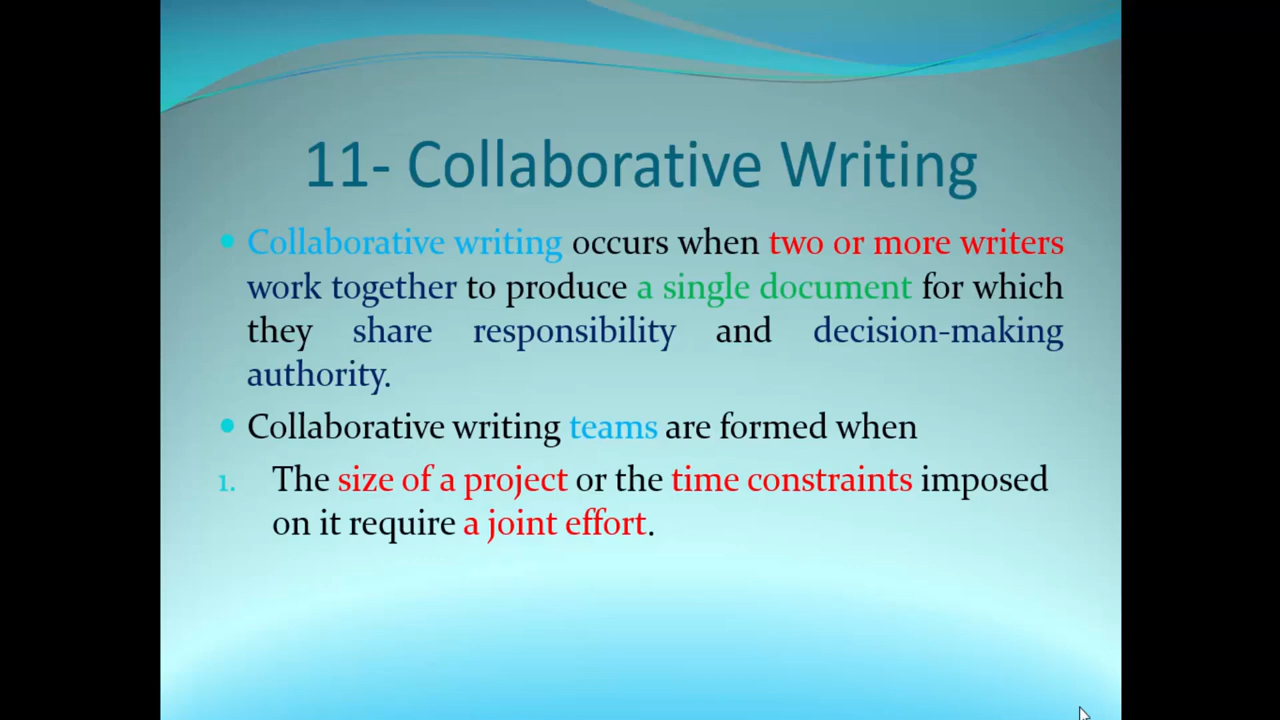 11- Collaborative Writing
• Collaborative writing occurs when two or more writers
work together to produce a single document for which
they share responsibility and decision-making
authority.
• Collaborative writing teams are formed when
1. The size of a project or the time constraints imposed
on it require a joint effort.